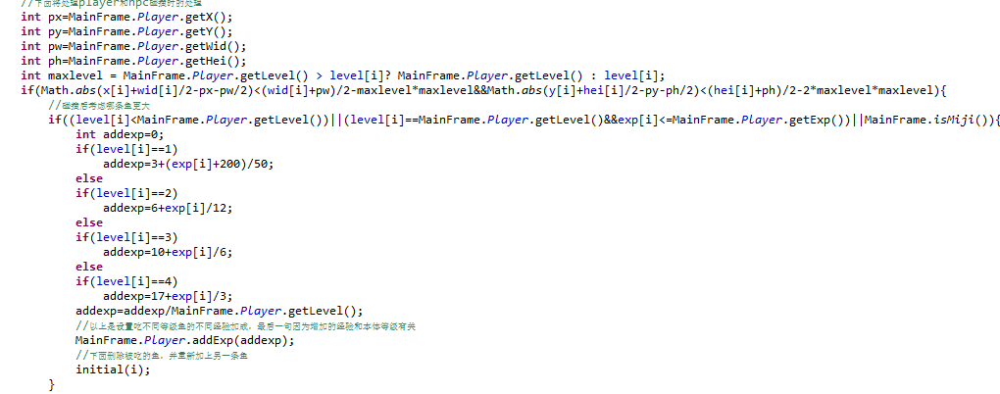 //下面将处理player和npc碰撞时的处理
int px=MainFrame.Player.getX();
int py=MainFrame.Player.getY();
int pw=MainFrame.Player.getWid();
int ph=MainFrame.Player.getHei();
int maxlevel = MainFrame.Player.getLevel() > level[i]? MainFrame.Player.getLevel() : level[i];
if(Math.abs(x[i]+wid[i]/2-px-pw/2)<(wid[i]+pw)/2-maxlevel*maxlevel&&Math.abs(y[i]+hei[i]/2-py-ph/2)<(hei[i]+ph)/2-2*maxlevel*maxlevel){
//碰撞后考虑哪条鱼更大
if((level[i]<MainFrame.Player.getLevel())||(level[i]==MainFrame.Player.getLevel()&&exp[i]<=MainFrame.Player.getExp())||MainFrame.isMiji()){
int addexp=0;
if(level[i]==1)
addexp=3+(exp[i]+200)/50;
else
if(level[i]==2)
addexp=6+exp[i]/12;
else
if(level[i]==3)
addexp=10+exp[i]/6;
else
if(level[i]==4)
addexp=17+exp[i]/3;
addexp=addexp/MainFrame.Player.getLevel();
//以上是设置吃不同等级鱼的不同经验加成，最后一句因为增加的经验和本体等级有关
MainFrame.Player.addExp(addexp);
//下面删除被吃的鱼，并重新加上另一条鱼
initial(i);
}